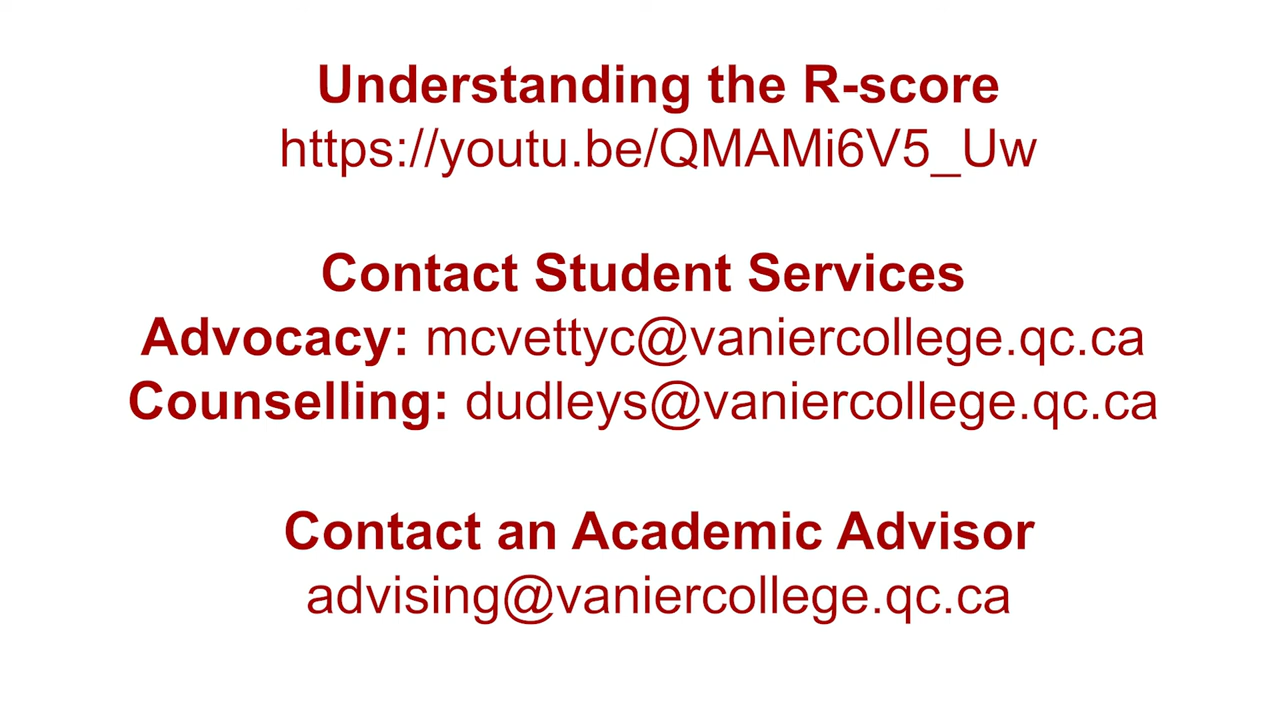 Understanding the R-score
https://youtu.be/QMAMi6V5_Uw
Contact Student Services
Advocacy: mcvettyc@vaniercollege.qc.ca
Counselling: dudleys@vaniercollege.qc.ca
Contact an Academic Advisor
advising@vaniercollege.qc.ca